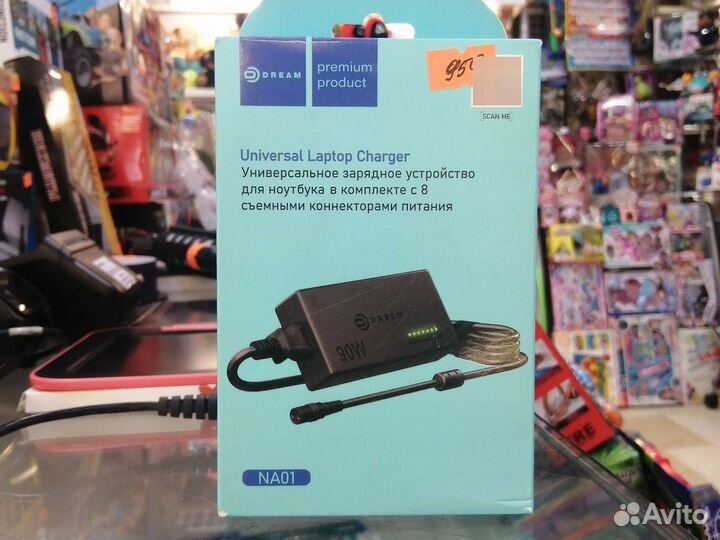 DREAM
premium
product
SCAN ME
Universal Laptop Charger
Универсальное зарядное устройство
для ноутбука в комплекте с 8
съемными коннекторами питания
DREAM
90W
NA01
Avito